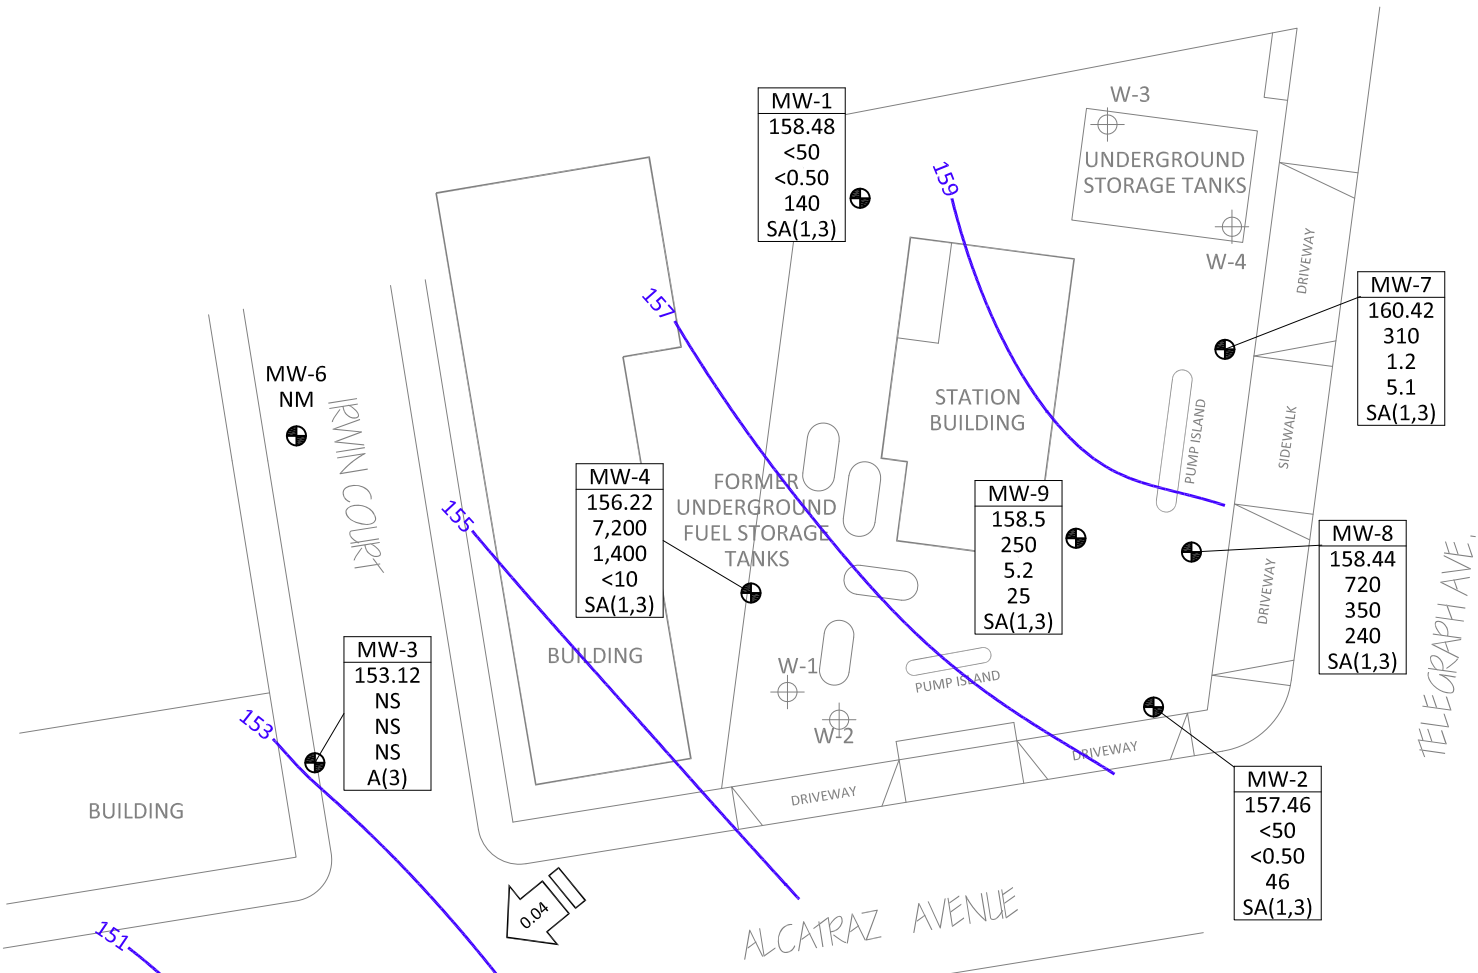 W-3
MW-1
158.48
<50
<0.50
140
SA(1,3)
159
UNDERGROUND
STORAGE TANKS
W-4
DRIVEWAY
MW-7
160.42
310
1.2
5.1
SA(1,3)
157
MW-6
NM
IRWIN COURT
STATION
BUILDING
PUMP ISLAND
SIDEWALK
MW-4
156.22
7,200
1,400
<10
SA(1,3)
FORMER
UNDERGROUND
FUEL STORAGE
TANKS
MW-9
158.5
250
5.2
25
SA(1,3)
155
MW-8
158.44
720
350
240
SA(1,3)
DRIVEWAY
TELEGRAPH AVE.
MW-3
153.12
NS
NS
NS
A(3)
BUILDING
W-1
W-2
PUMP ISLAND
153
DRIVEWAY
DRIVEWAY
MW-2
157.46
<50
<0.50
46
SA(1,3)
BUILDING
0.04
ALCATRAZ AVENUE
151